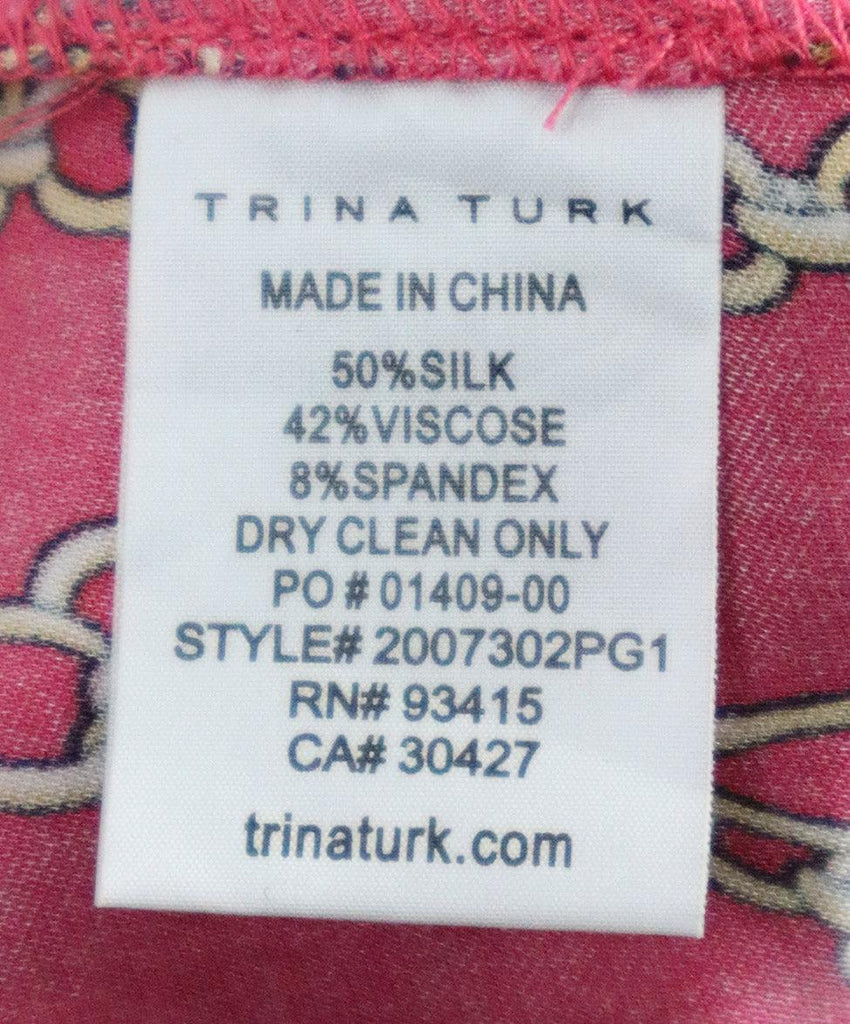 TRINA TURK
MADE IN CHINA
50%SILK
42%VISCOSE
8%SPANDEX
DRY CLEAN ONLY
PO # 01409-00
STYLE# 2007302PG1
RN# 93415
CA# 30427
trinaturk.com